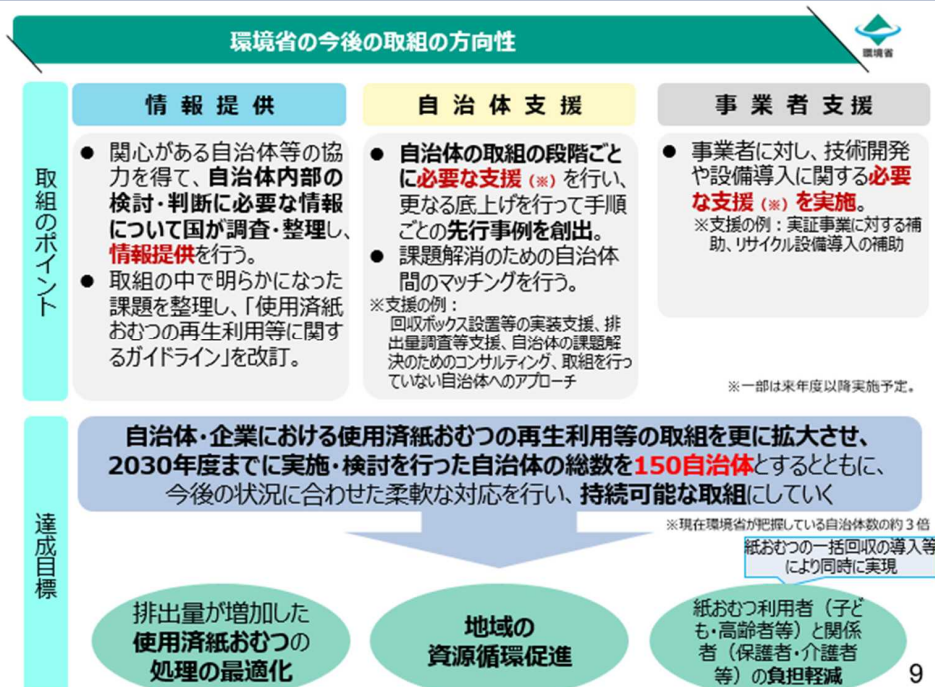 環境省の今後の取組の方向性
環境省
取組のポイント
情報提供
● 関心がある自治体等の協
力を得て、自治体内部の
検討・判断に必要な情報
について国が調査・整理し、
情報提供を行う。
● 取組の中で明らかになった
課題を整理し、「使用済紙
おむつの再生利用等に関す
るガイドライン」を改訂。
自治体支援
● 自治体の取組の段階ごと
に必要な支援（※）を行い、
更なる底上げを行って手順
ごとの先行事例を創出。
● 課題解消のための自治体
間のマッチングを行う。
※支援の例：
回収ボックス設置等の実装支援、排
出量調査等支援、自治体の課題解
決のためのコンサルティング、取組を行っ
ていない自治体へのアプローチ
事業者支援
● 事業者に対し、技術開発
や設備導入に関する必要
な支援（※）を実施。
※支援の例：実証事業に対する補
助、リサイクル設備導入の補助
※一部は来年度以降実施予定。
達成目標
自治体・企業における使用済紙おむつの再生利用等の取組を更に拡大させ、
2030年度までに実施・検討を行った自治体の総数を150自治体とするとともに、
今後の状況に合わせた柔軟な対応を行い、持続可能な取組にしていく
※現在環境省が把握している自治体数の約３倍
紙おむつの一括回収の導入等
により同時に実現
排出量が増加した
使用済紙おむつの
処理の最適化
地域の
資源循環促進
紙おむつ利用者（子ど
も・高齢者等）と関係
者（保護者・介護者
等）の負担軽減
9